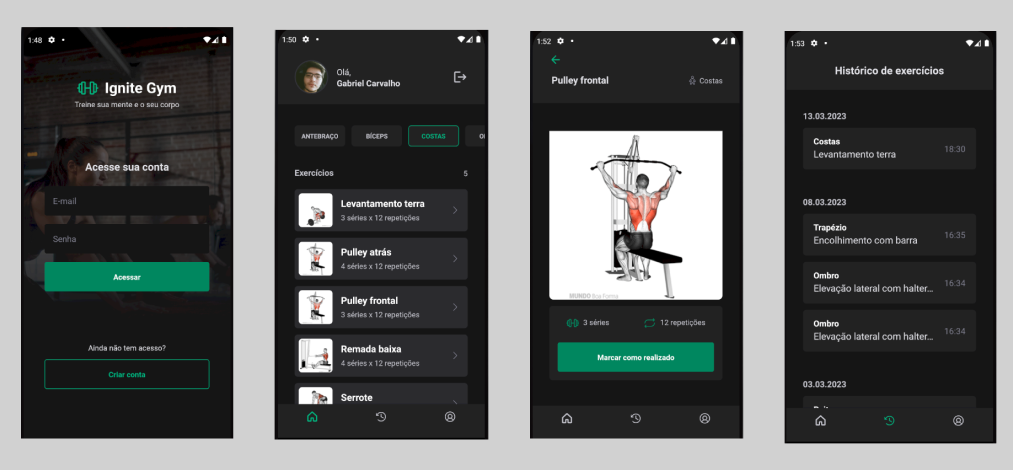 1:48
Ignite Gym
Treine sua mente e o seu corpo
Acesse sua conta
E-mail
Senha
Acessar
Ainda não tem acesso?
Criar conta
1:50
Olá,
Gabriel Carvalho
ANTEBRAÇO
BÍCEPS
COSTAS
Exercícios
5
Levantamento terra
3 séries x 12 repetições
Pulley atrás
4 séries x 12 repetições
Pulley frontal
3 séries x 12 repetições
Remada baixa
4 séries x 12 repetições
Serrote
1:52
Pulley frontal
Costas
MUNDO Boa Forma
3 séries
12 repetições
Marcar como realizado
1:53
Histórico de exercícios
13.03.2023
Costas
Levantamento terra
18:30
08.03.2023
Trapézio
Encolhimento com barra
16:35
Ombro
Elevação lateral com halter...
16:34
Ombro
Elevação lateral com halter...
16:34
03.03.2023